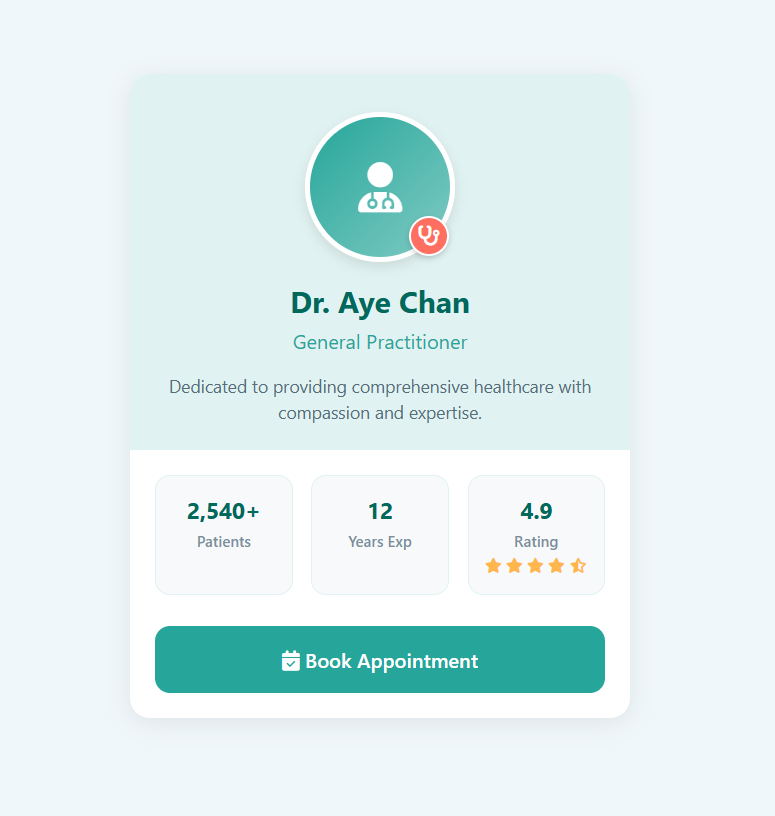 Dr. Aye Chan
General Practitioner
Dedicated to providing comprehensive healthcare with
compassion and expertise.
2,540+
Patients
12
Years Exp
4.9
Rating
Book Appointment